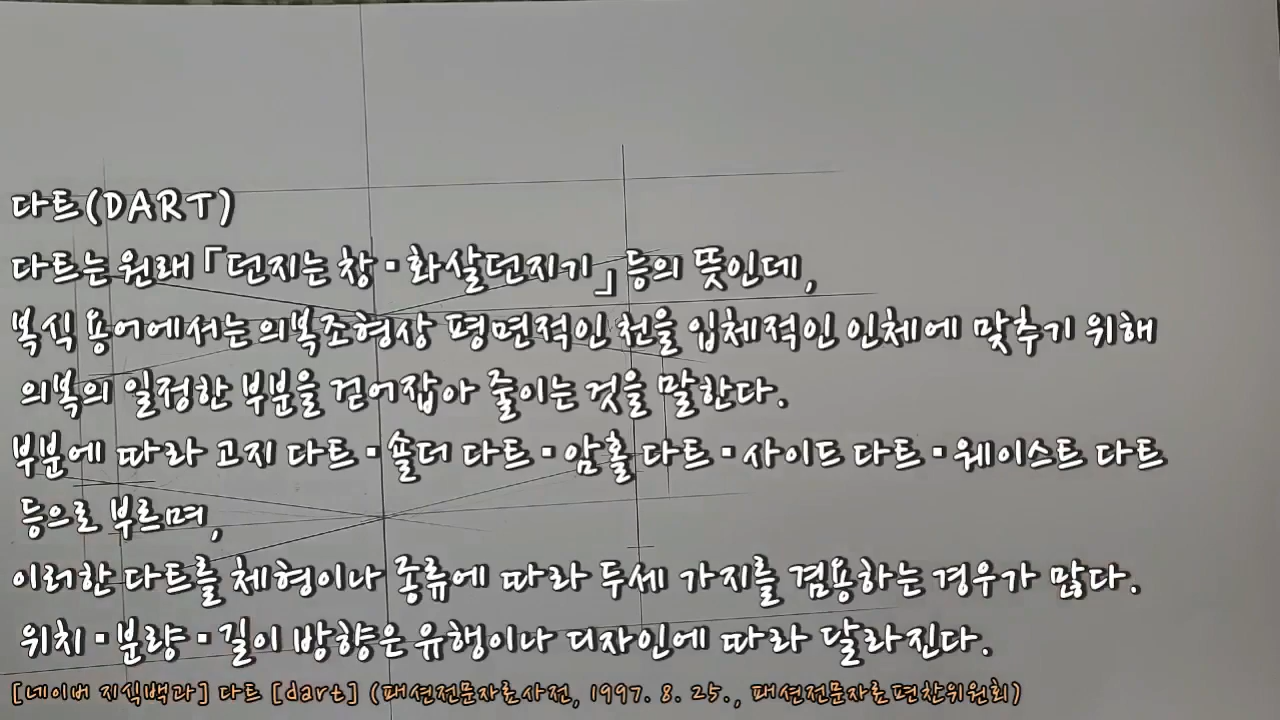 다트(DART)
다트는 원래 「던지는 창·화살던지기」 등의 뜻인데,
복식 용어에서는 의복조형상 평면적인 천을 입체적인 인체에 맞추기 위해
의복의 일정한 부분을 걷어잡아 줄이는 것을 말한다.
부분에 따라 고지 다트·숄더 다트·암홀 다트·사이드 다트·웨이스트 다트
등으로 부르며,
이러한 다트를 체형이나 종류에 따라 두세 가지를 겸용하는 경우가 많다.
위치·분량·길이 방향은 유행이나 디자인에 따라 달라진다.
[네이버 지식백과] 다트 [dart] (패션전문자료사전, 1997. 8. 25., 패션전문자료편찬위원회)